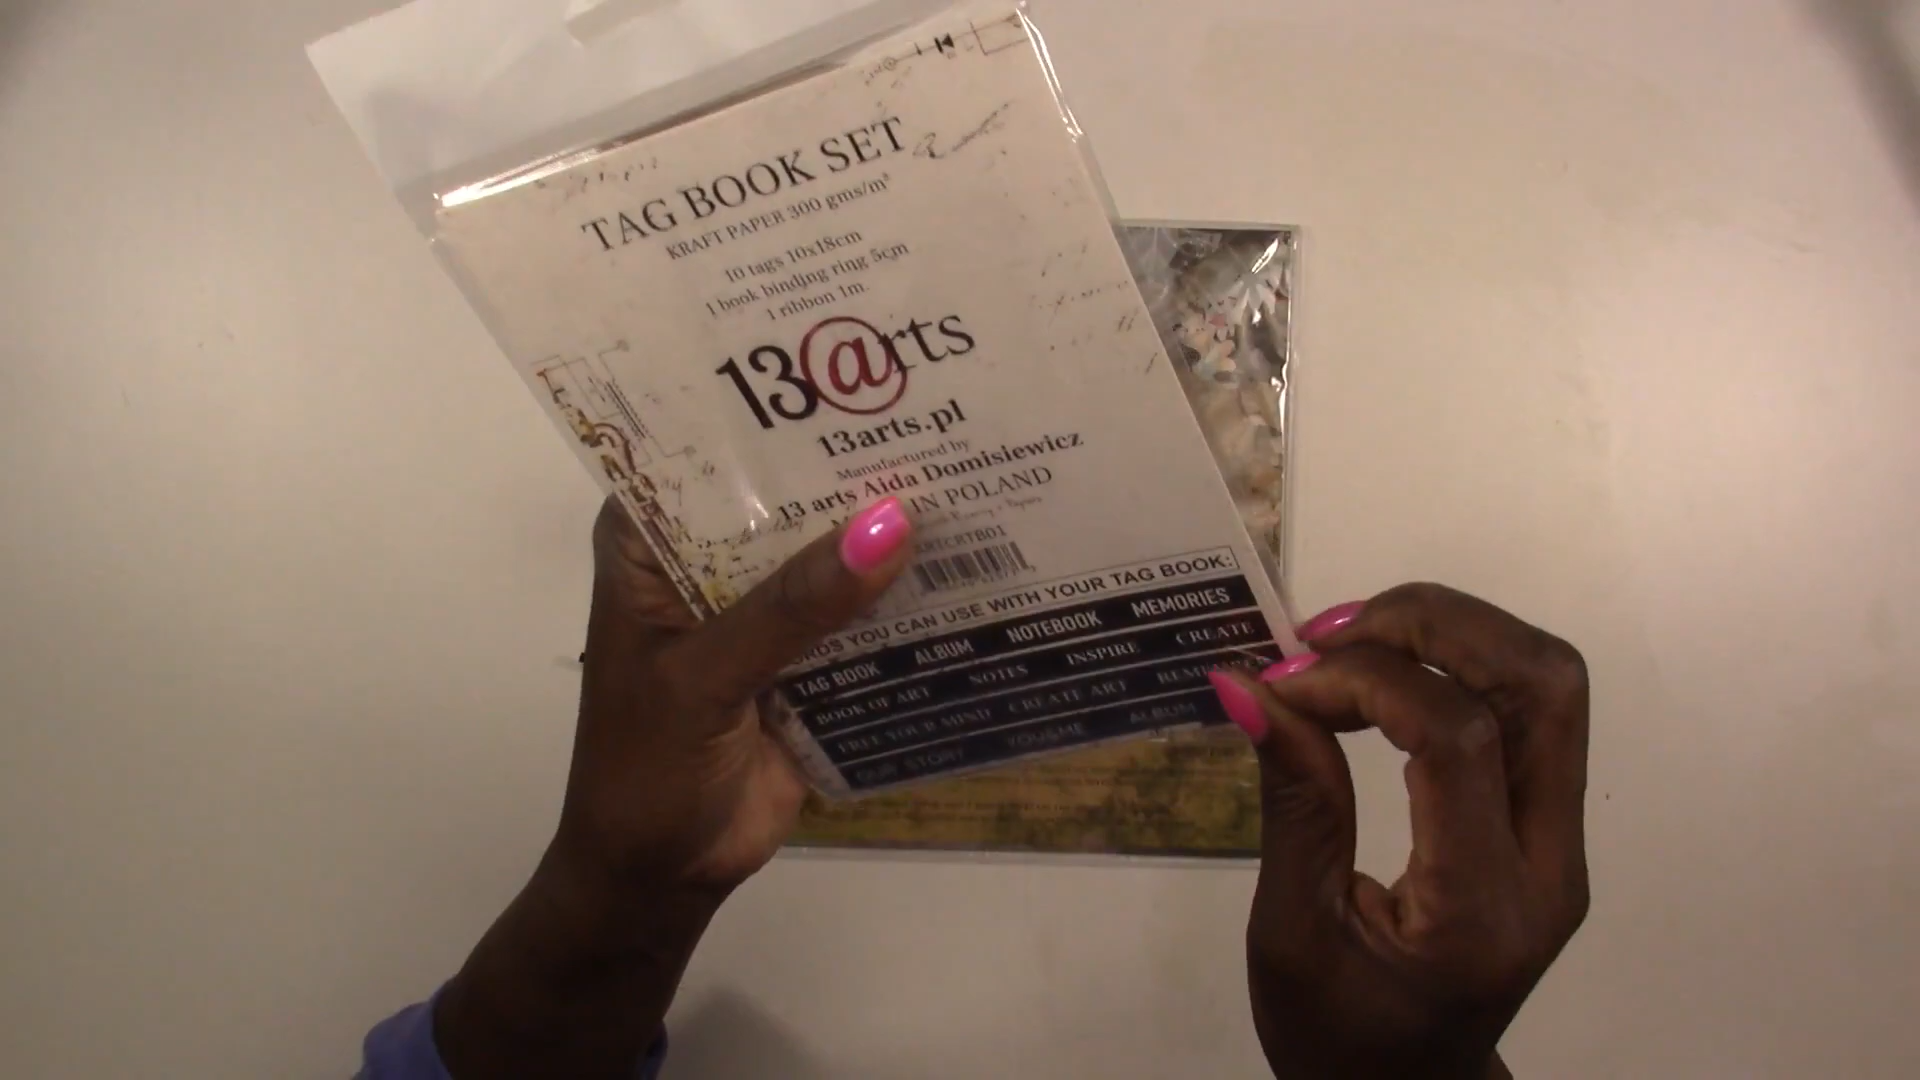 TAG BOOK SET
KRAFT PAPER 300 gms/m²
10 tags 10x18cm
1 book binding ring 5cm
1 ribbon 1m.
13@rts
13arts.pl
Manufactured by
13 arts Aida Domisiewicz
IN POLAND
YOU CAN USE WITH YOUR TAG BOOK:
TAG BOOK ALBUM NOTEBOOK MEMORIES
BOOK OF ART NOTES INSPIRE CREATE
FREE YOUR MIND CREATE ART
OUR STORY YOU&ME ALBUM